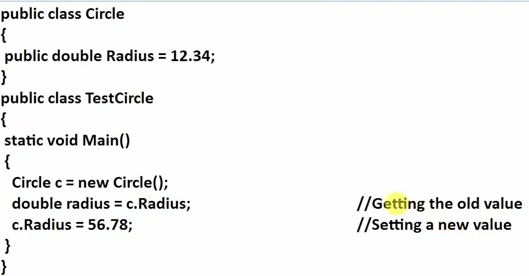 public class Circle
{
public double Radius = 12.34;
}
public class TestCircle
{
static void Main()
{
Circle c = new Circle();
double radius = c.Radius; //Getting the old value
c.Radius = 56.78; //Setting a new value
}
}